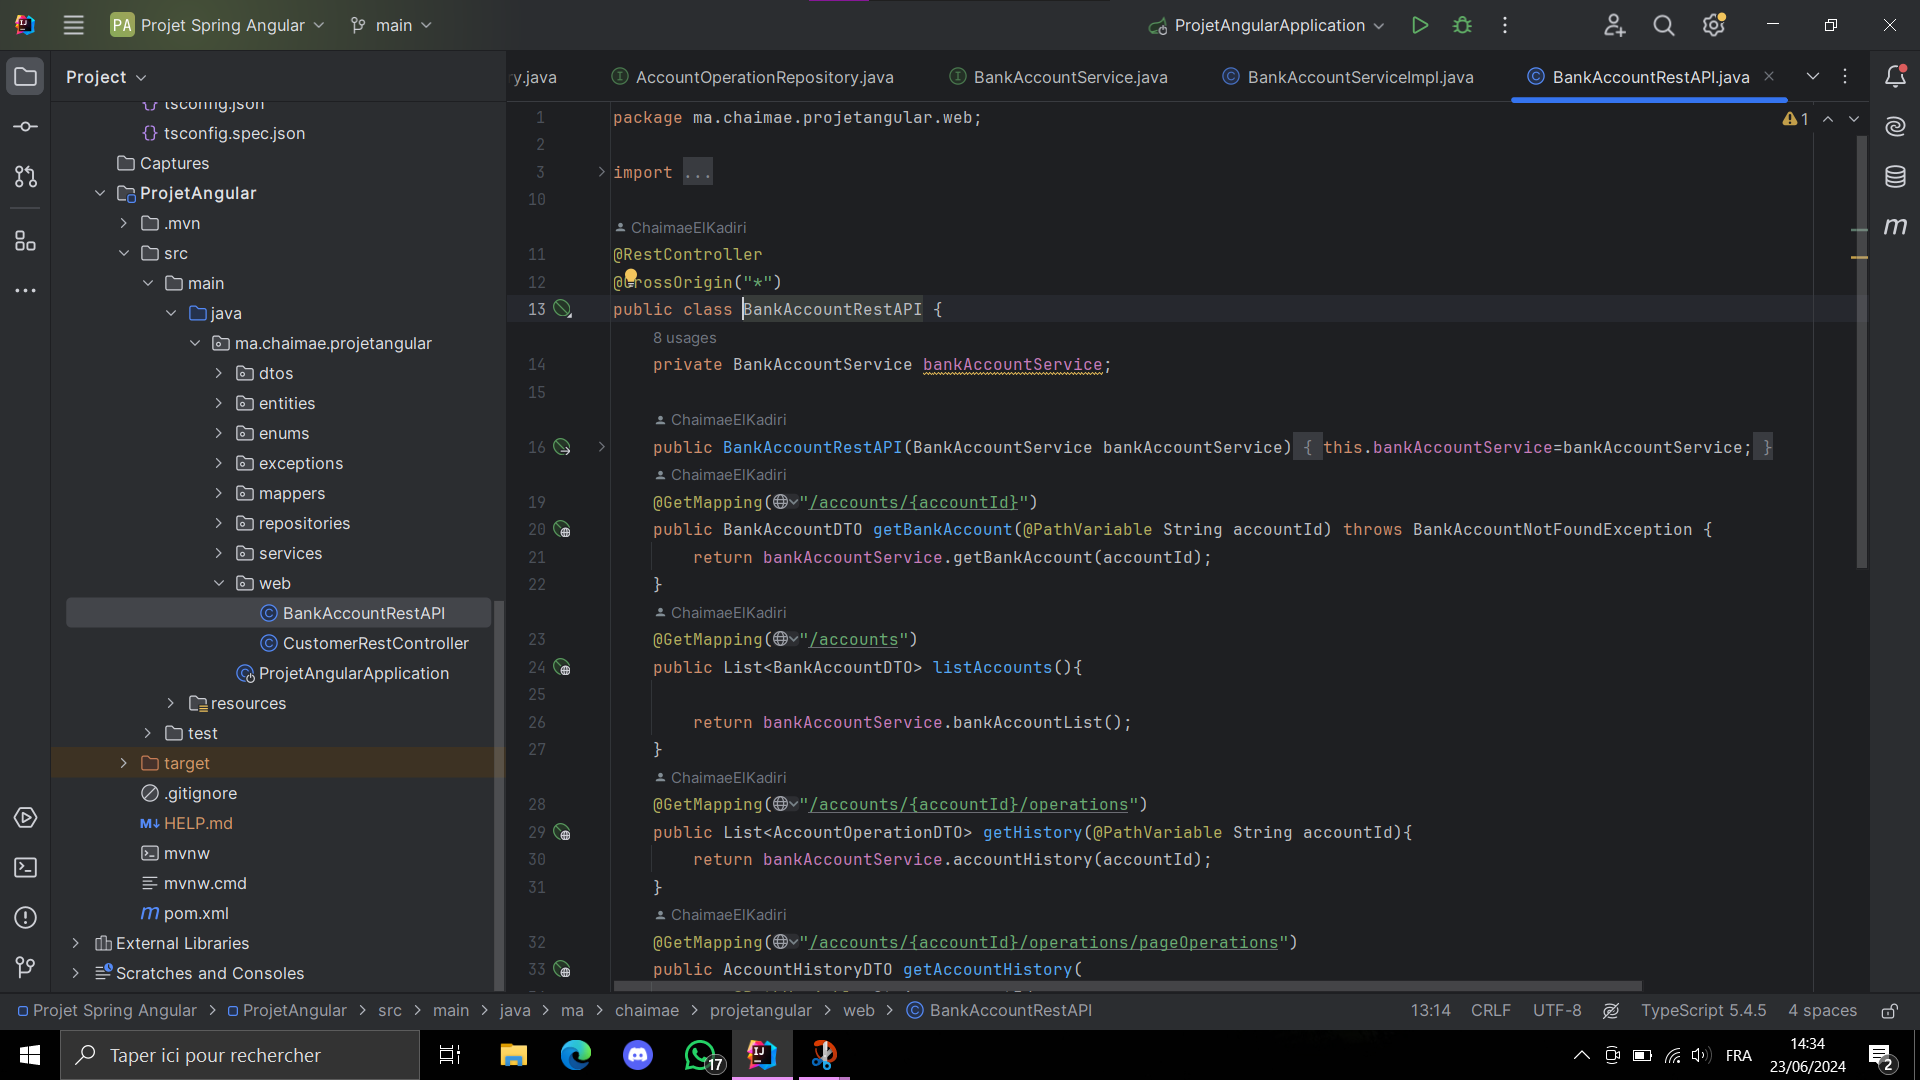 PA Projet Spring Angular main ProjetAngularApplication
Project
ry.java AccountOperationRepository.java BankAccountService.java BankAccountServiceImpl.java BankAccountRestAPI.java
tsconfig.json
tsconfig.spec.json
Captures
ProjetAngular
.mvn
src
main
java
ma.chaimae.projetangular
dtos
entities
enums
exceptions
mappers
repositories
services
web
BankAccountRestAPI
CustomerRestController
ProjetAngularApplication
resources
test
target
.gitignore
HELP.md
mvnw
mvnw.cmd
pom.xml
External Libraries
Scratches and Consoles
1 package ma.chaimae.projetangular.web; 1
2
3 import ...
10
ChaimaeElKadiri
11 @RestController
12 @CrossOrigin("*")
13 public class BankAccountRestAPI {
8 usages
14 private BankAccountService bankAccountService;
15
ChaimaeElKadiri
16 public BankAccountRestAPI(BankAccountService bankAccountService) { this.bankAccountService=bankAccountService; }
ChaimaeElKadiri
19 @GetMapping("/accounts/{accountId}")
20 public BankAccountDTO getBankAccount(@PathVariable String accountId) throws BankAccountNotFoundException {
21 return bankAccountService.getBankAccount(accountId);
22 }
ChaimaeElKadiri
23 @GetMapping("/accounts")
24 public List<BankAccountDTO> listAccounts(){
25
26 return bankAccountService.bankAccountList();
27 }
ChaimaeElKadiri
28 @GetMapping("/accounts/{accountId}/operations")
29 public List<AccountOperationDTO> getHistory(@PathVariable String accountId){
30 return bankAccountService.accountHistory(accountId);
31 }
ChaimaeElKadiri
32 @GetMapping("/accounts/{accountId}/operations/pageOperations")
33 public AccountHistoryDTO getAccountHistory(
Projet Spring Angular > ProjetAngular > src > main > java > ma > chaimae > projetangular > web > BankAccountRestAPI 13:14 CRLF UTF-8 TypeScript 5.4.5 4 spaces
Taper ici pour rechercher 17 FRA 14:34
23/06/2024 2